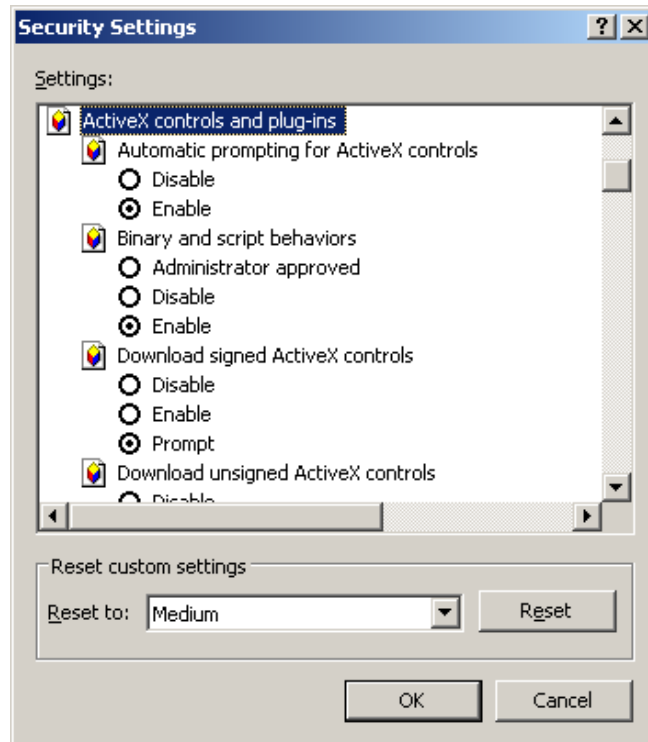 Security Settings
Settings:
ActiveX controls and plug-ins
Automatic prompting for ActiveX controls
Disable
Enable
Binary and script behaviors
Administrator approved
Disable
Enable
Download signed ActiveX controls
Disable
Enable
Prompt
Download unsigned ActiveX controls
Disable
Reset custom settings
Reset to: Medium Reset
OK Cancel